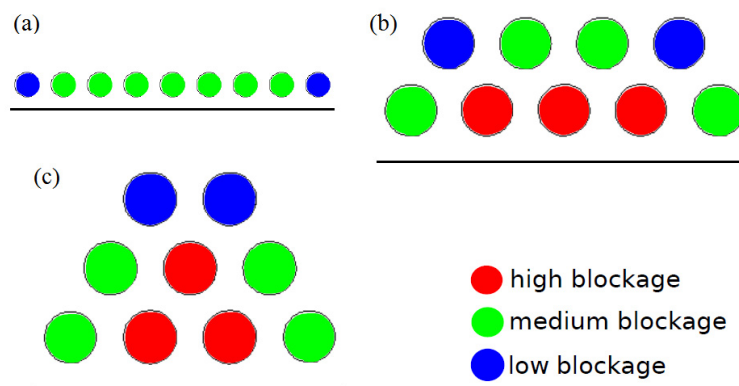 (a)
(b)
(c)
high blockage
medium blockage
low blockage